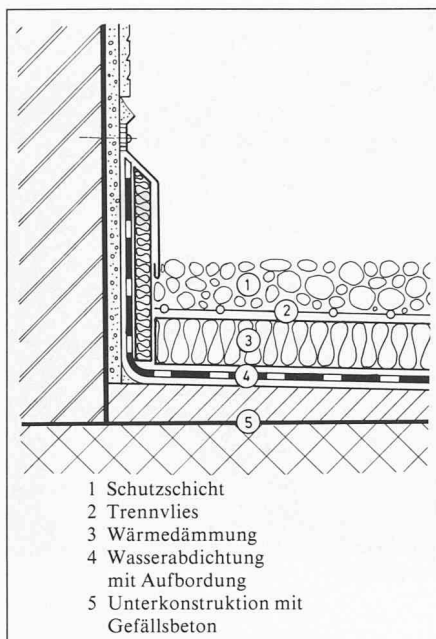 1
2
3
4
5
1 Schutzschicht
2 Trennvlies
3 Wärmedämmung
4 Wasserabdichtung
mit Aufbordung
5 Unterkonstruktion mit
Gefällsbeton